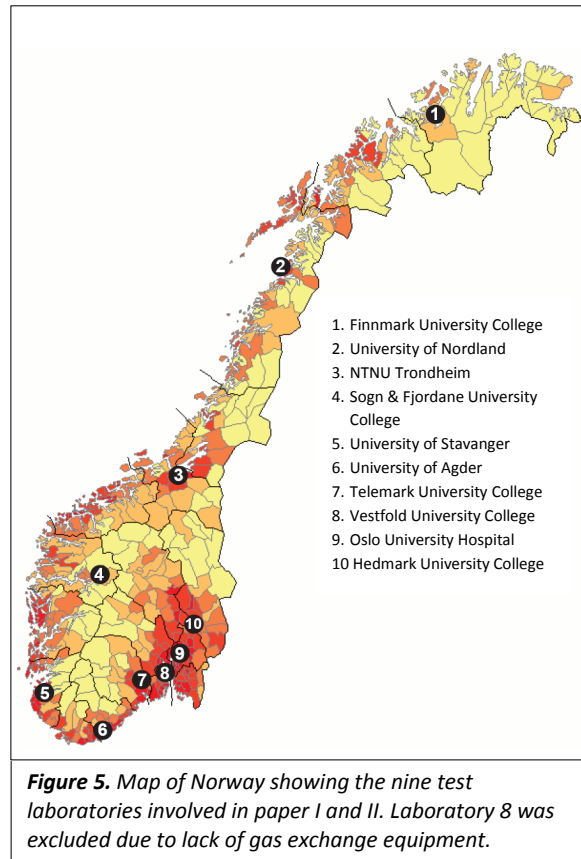 1
2
1. Finnmark University College
2. University of Nordland
3. NTNU Trondheim
4. Sogn & Fjordane University
College
5. University of Stavanger
6. University of Agder
7. Telemark University College
8. Vestfold University College
9. Oslo University Hospital
10 Hedmark University College
3
4
10
9
8
7
5
6
Figure 5. Map of Norway showing the nine test
laboratories involved in paper I and II. Laboratory 8 was
excluded due to lack of gas exchange equipment.